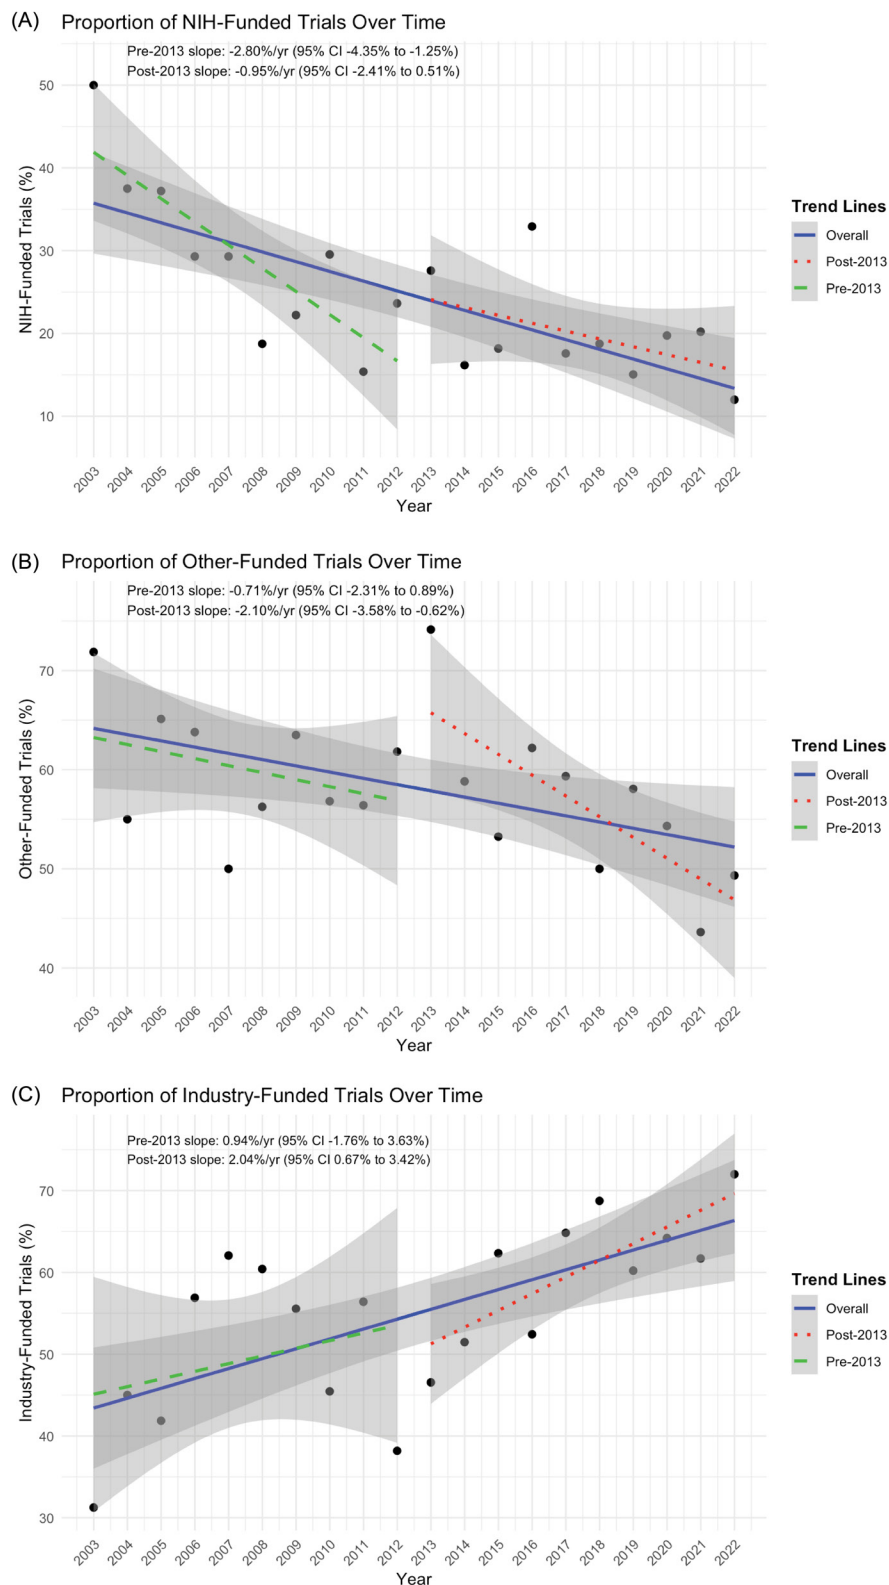 (A) Proportion of NIH-Funded Trials Over Time
Pre-2013 slope: -2.80%/yr (95% CI -4.35% to -1.25%)
Post-2013 slope: -0.95%/yr (95% CI -2.41% to 0.51%)
NIH-Funded Trials (%)
50
40
30
20
10
2003 2004 2005 2006 2007 2008 2009 2010 2011 2012 2013 2014 2015 2016 2017 2018 2019 2020 2021 2022
Year
Trend Lines
Overall
Post-2013
Pre-2013
(B) Proportion of Other-Funded Trials Over Time
Pre-2013 slope: -0.71%/yr (95% CI -2.31% to 0.89%)
Post-2013 slope: -2.10%/yr (95% CI -3.58% to -0.62%)
Other-Funded Trials (%)
70
60
50
40
2003 2004 2005 2006 2007 2008 2009 2010 2011 2012 2013 2014 2015 2016 2017 2018 2019 2020 2021 2022
Year
Trend Lines
Overall
Post-2013
Pre-2013
(C) Proportion of Industry-Funded Trials Over Time
Pre-2013 slope: 0.94%/yr (95% CI -1.76% to 3.63%)
Post-2013 slope: 2.04%/yr (95% CI 0.67% to 3.42%)
Industry-Funded Trials (%)
70
60
50
40
30
2003 2004 2005 2006 2007 2008 2009 2010 2011 2012 2013 2014 2015 2016 2017 2018 2019 2020 2021 2022
Year
Trend Lines
Overall
Post-2013
Pre-2013